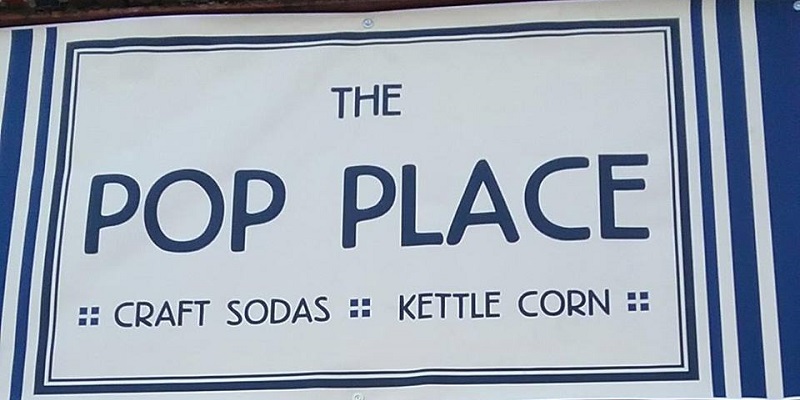 THE
POP PLACE
CRAFT SODAS KETTLE CORN